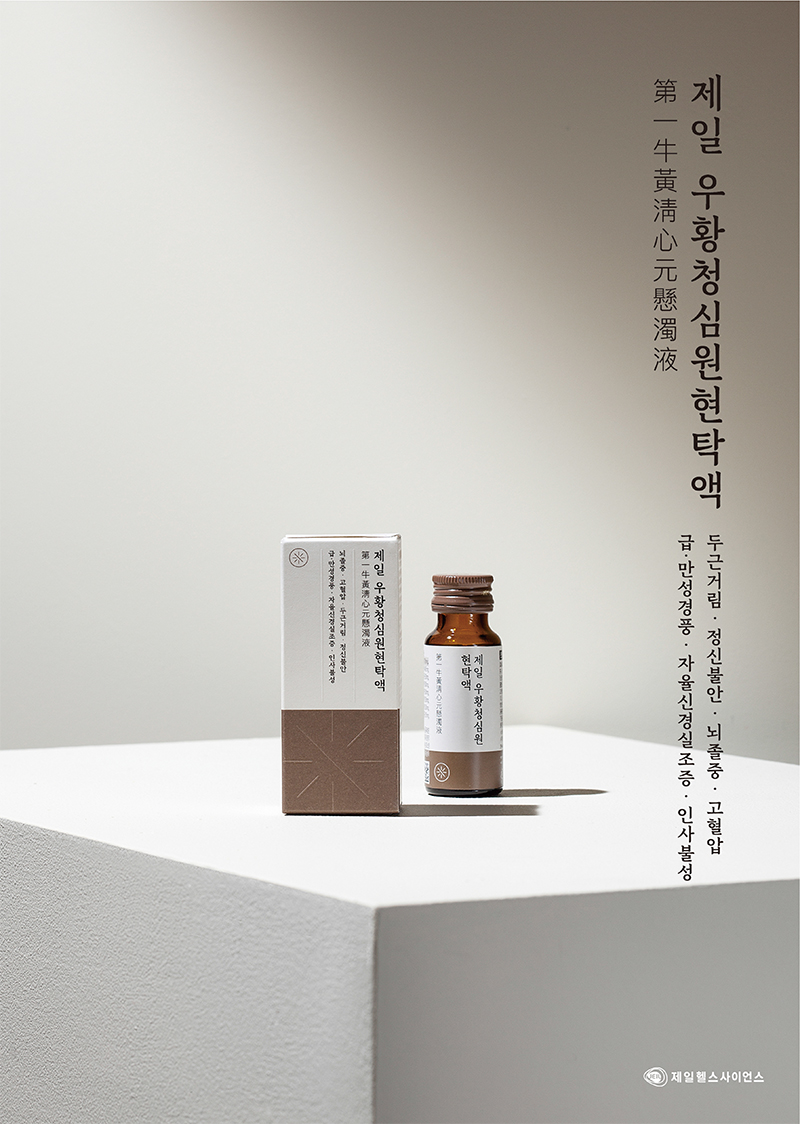 제일 우황청심원현탁액
第一牛黃淸心元懸濁液
두근거림 · 정신불안 · 뇌졸중 · 고혈압
급·만성경풍 · 자율신경실조증 · 인사불성
제일 우황청심원현탁액
第一牛黃淸心元懸濁液
뇌졸중 · 고혈압 · 두근거림 · 정신불안
급·만성경풍 · 자율신경실조증 · 인사불성
제일 우황청심원
현탁액
第一牛黃淸心元懸濁液
제일헬스사이언스